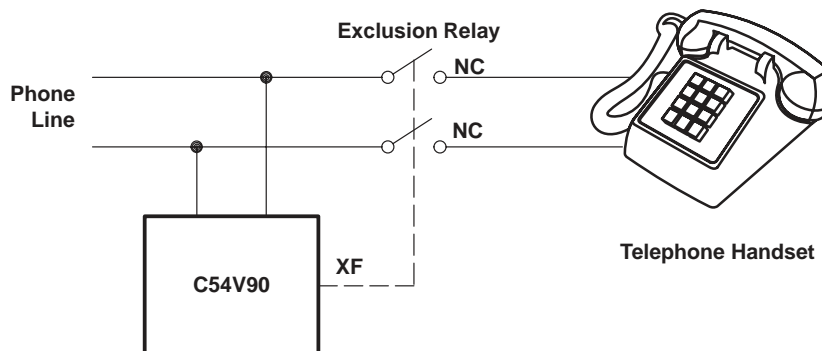 Exclusion Relay
NC
Phone
Line
NC
Telephone Handset
XF
C54V90